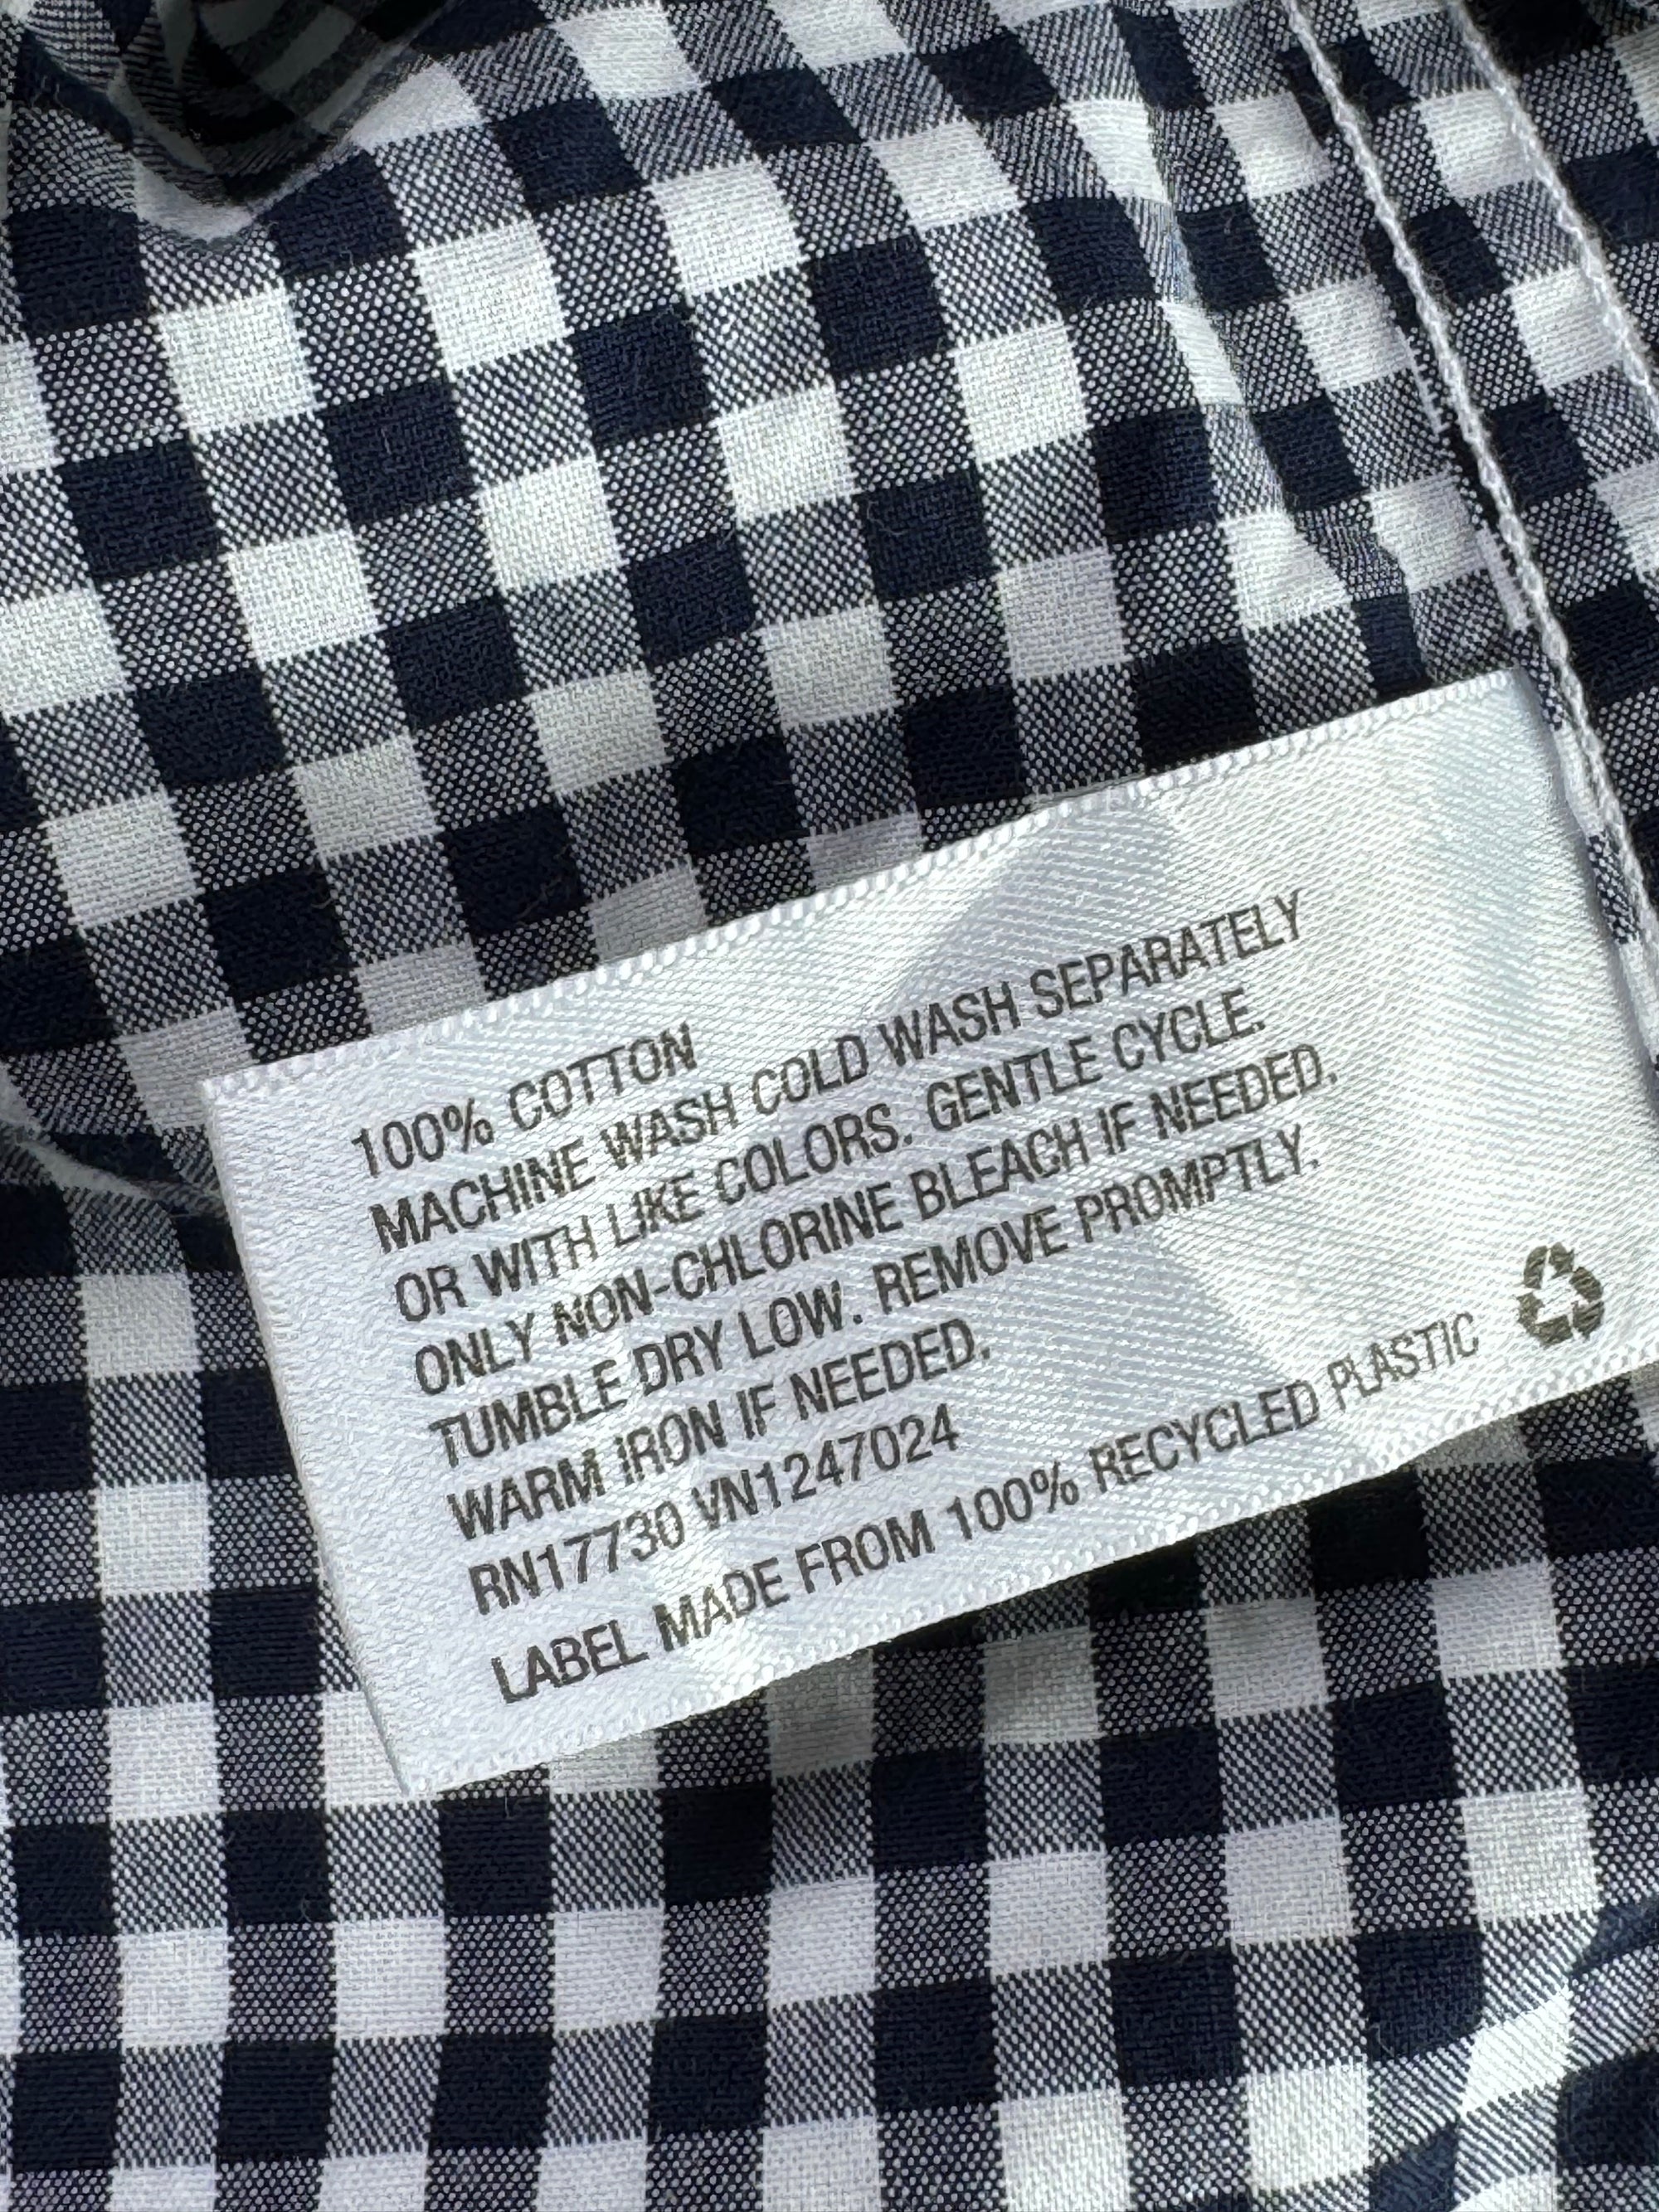 100% COTTON
MACHINE WASH COLD WASH SEPARATELY
OR WITH LIKE COLORS. GENTLE CYCLE.
ONLY NON-CHLORINE BLEACH IF NEEDED.
TUMBLE DRY LOW. REMOVE PROMPTLY.
WARM IRON IF NEEDED.
RN17730 VN1247024
LABEL MADE FROM 100% RECYCLED PLASTIC